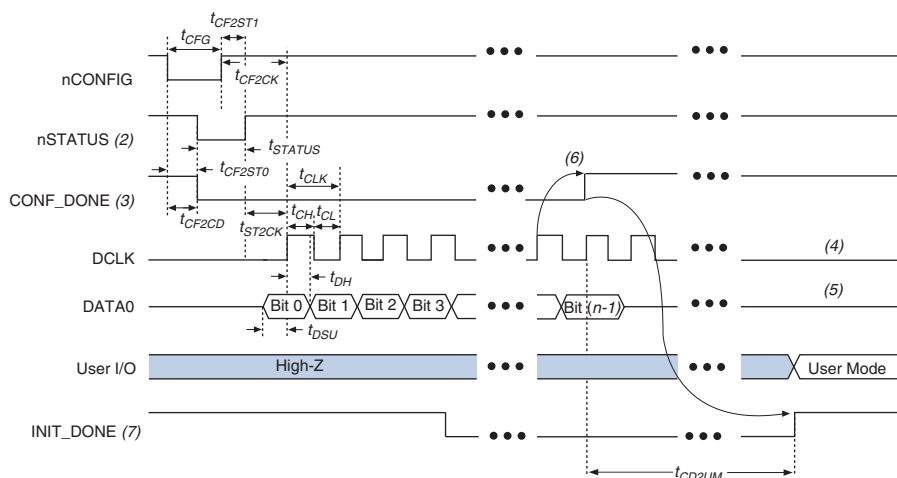 tCF2ST1
tCFG
tCF2CK
nCONFIG
nSTATUS (2)
tSTATUS
tCF2ST0
tCLK
(6)
CONF_DONE (3)
tCF2CD
tCH
tCL
tST2CK
DCLK
(4)
tDH
DATA0
Bit 0
Bit 1
Bit 2
Bit 3
Bit (n-1)
(5)
tDSU
User I/O
High-Z
User Mode
INIT_DONE (7)
tCD2UM